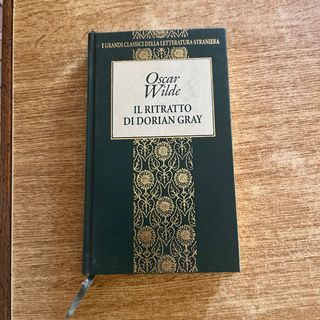 I GRANDI CLASSICI DELLA LETTERATURA STRANIERA
Oscar
Wilde
IL RITRATTO
DI DORIAN GRAY